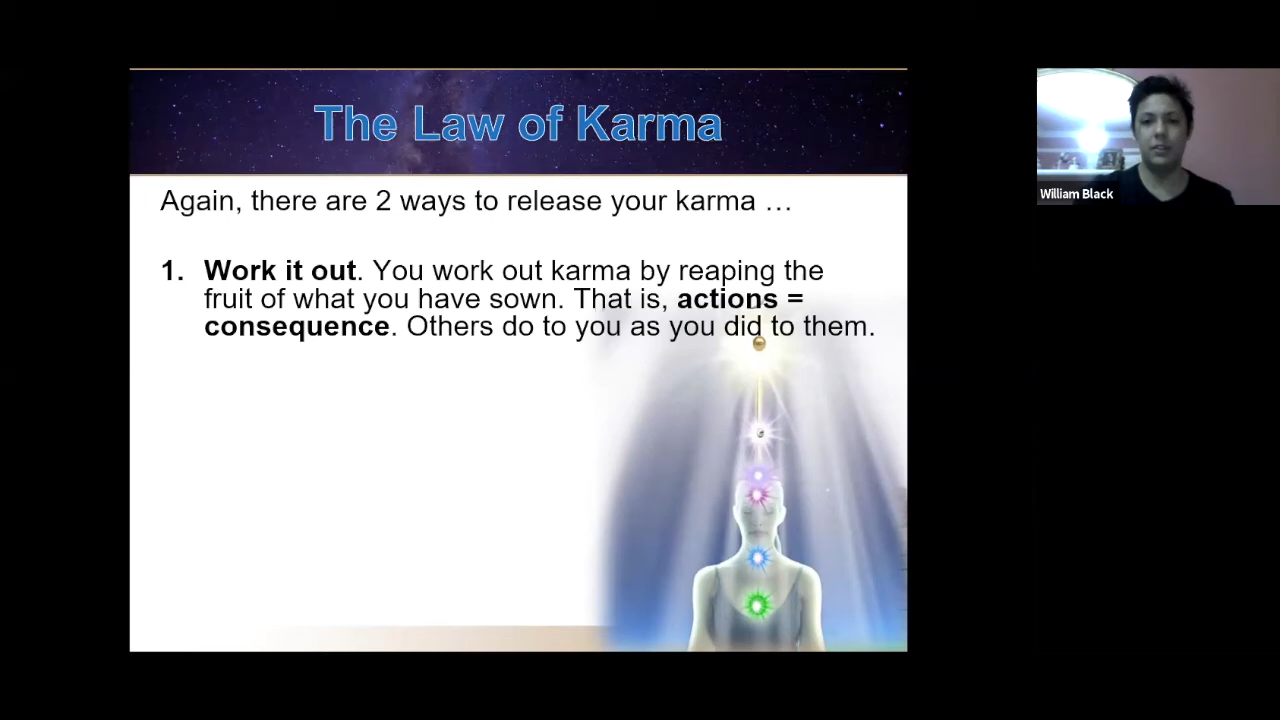 The Law of Karma
Again, there are 2 ways to release your karma …
1. Work it out. You work out karma by reaping the
fruit of what you have sown. That is, actions =
consequence. Others do to you as you did to them.
William Black